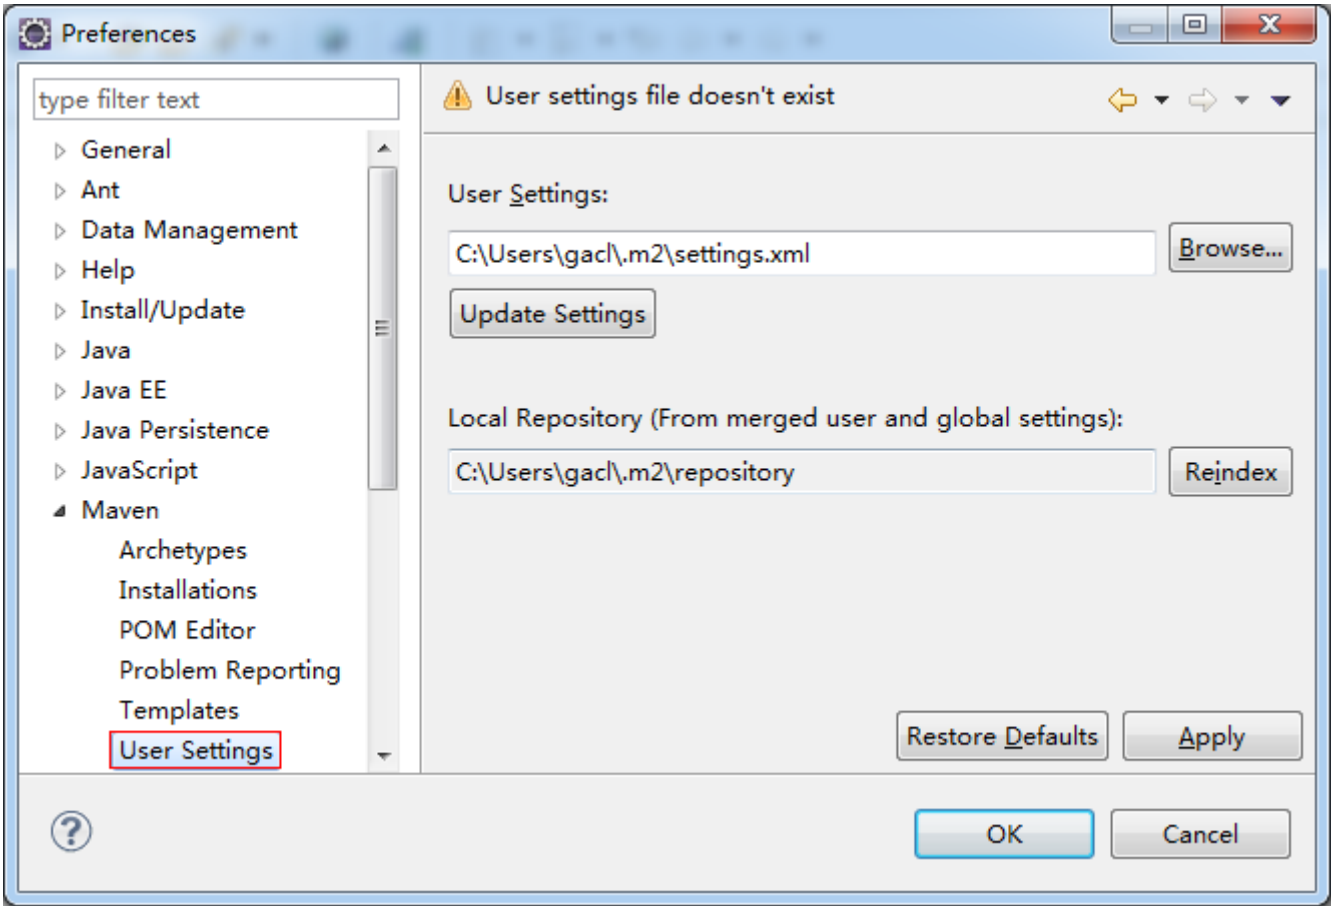 Preferences
type filter text
General
Ant
Data Management
Help
Install/Update
Java
Java EE
Java Persistence
JavaScript
Maven
Archetypes
Installations
POM Editor
Problem Reporting
Templates
User Settings
User settings file doesn't exist
User Settings:
C:\Users\gacl\.m2\settings.xml
Browse...
Update Settings
Local Repository (From merged user and global settings):
C:\Users\gacl\.m2\repository
Reindex
Restore Defaults
Apply
OK
Cancel